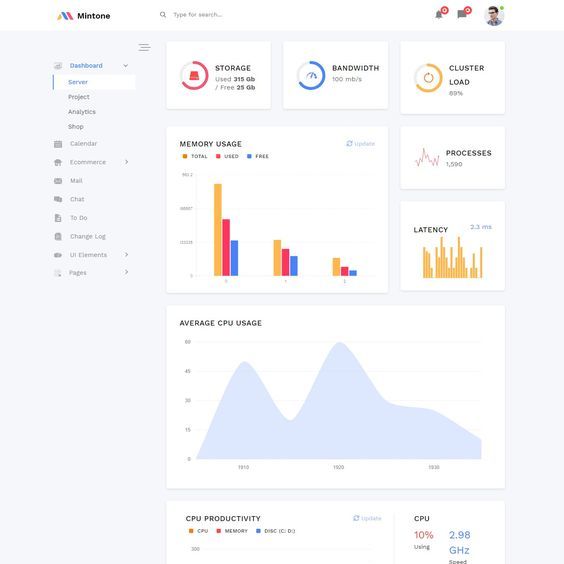 Mintone
Type for search...
0
0
Dashboard
Server
Project
Analytics
Shop
Calendar
Ecommerce
Mail
Chat
To Do
Change Log
UI Elements
Pages
STORAGE
Used 315 Gb
/ Free 25 Gb
BANDWIDTH
100 mb/s
CLUSTER
LOAD
69%
MEMORY USAGE
Update
TOTAL USED FREE
0
0 1 2
PROCESSES
1,590
LATENCY
2.3 ms
AVERAGE CPU USAGE
60
45
30
15
0
1910 1920 1930
CPU PRODUCTIVITY
Update
CPU MEMORY DISC (C: D:)
300
CPU
10%
Using
2.98
GHz
Speed